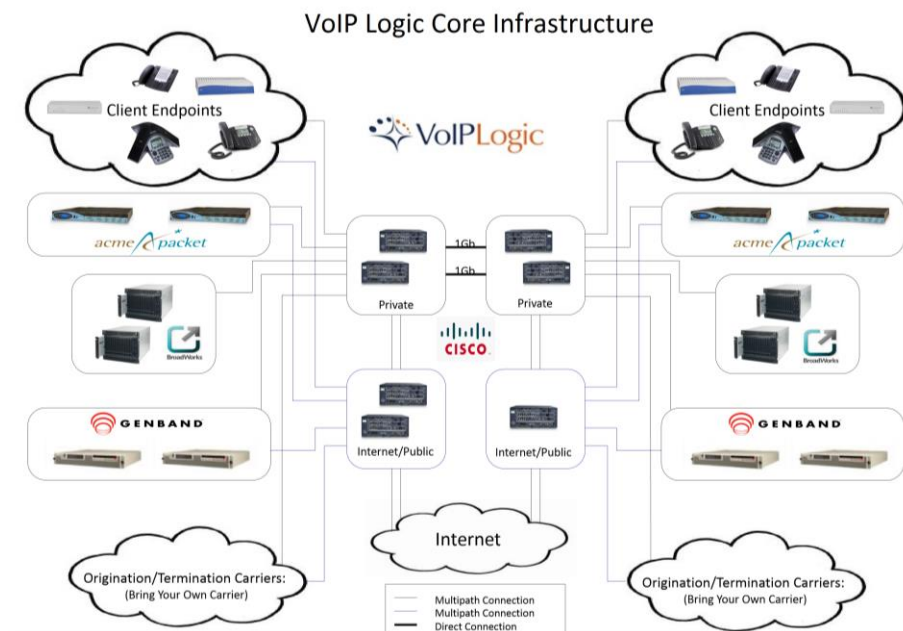 VoIP Logic Core Infrastructure
Client Endpoints
Client Endpoints
VoIPLogic
acme packet
acme packet
1Gb
1Gb
Private
Private
BroadWorks
BroadWorks
CISCO
GENBAND
GENBAND
Internet/Public
Internet/Public
Internet
Origination/Termination Carriers:
(Bring Your Own Carrier)
Origination/Termination Carriers:
(Bring Your Own Carrier)
Multipath Connection
Multipath Connection
Direct Connection